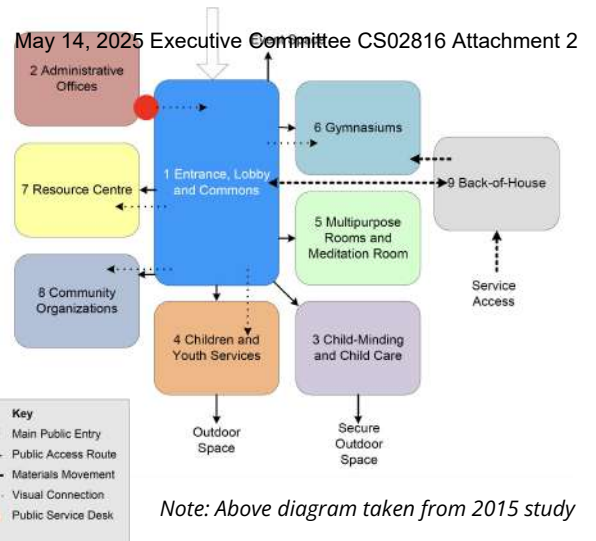 May 14, 2025 Executive Committee CS02816 Attachment 2
2 Administrative
Offices
6 Gymnasiums
1 Entrance, Lobby
and Commons
7 Resource Centre
9 Back-of-House
5 Multipurpose
Rooms and
Meditation Room
Service
Access
8 Community
Organizations
4 Children and
Youth Services
3 Child-Minding
and Child Care
Outdoor
Space
Secure
Outdoor
Space
Key
Main Public Entry
Public Access Route
Materials Movement
Visual Connection
Public Service Desk
Note: Above diagram taken from 2015 study